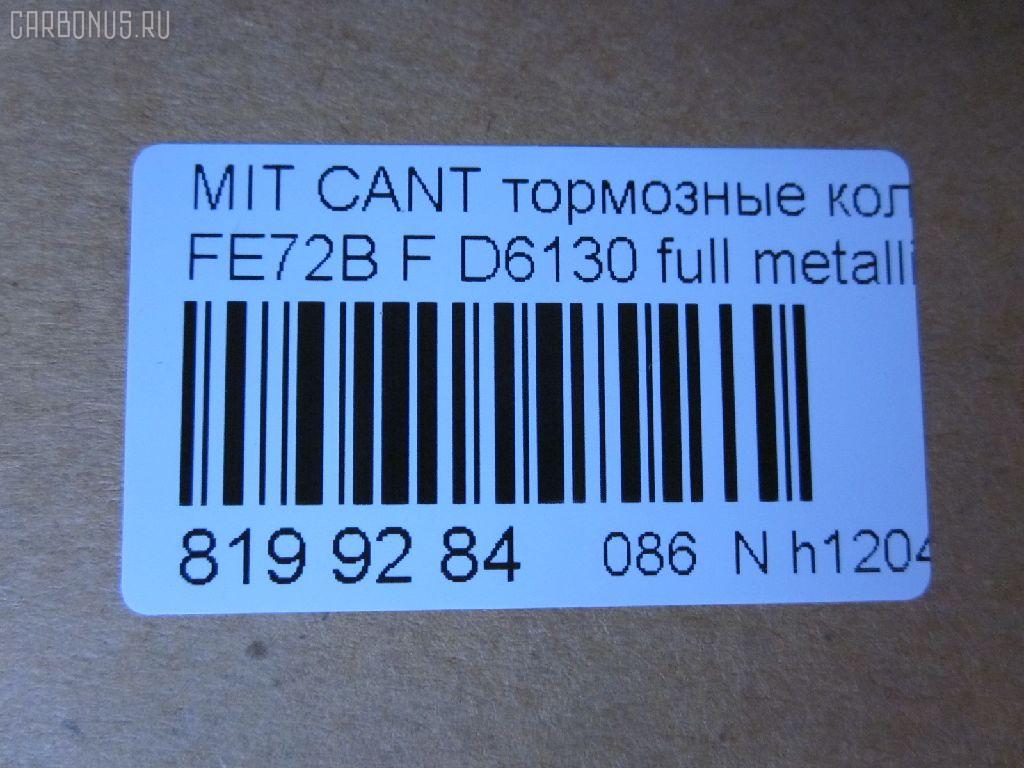 CARBONUS.RU
MIT CANT тормозные кол
FE72B F D6130 full metalli
819 92 84 086 N h1204